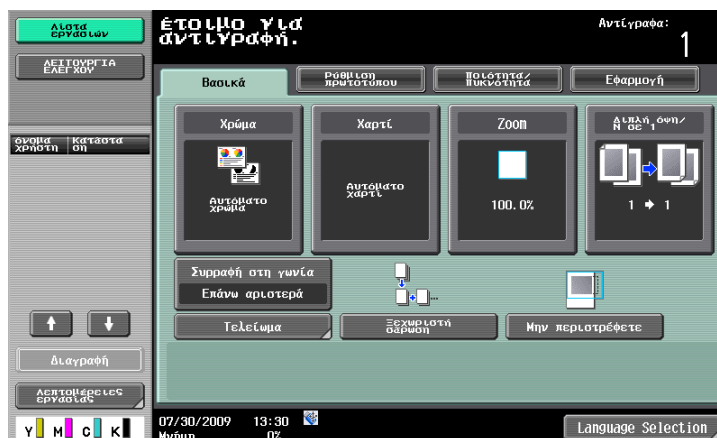 Λίστα
εργασιών
έτοιμο για
αντιγραφή.
Αντίγραφα:
1
ΛΕΙΤΟΥΡΓΙΑ
ΕΛΕΓΧΟΥ
Βασικά
Ρύθμιση
πρωτοτύπου
Ποιότητα/
Πυκνότητα
Εφαρμογή
όνομα
χρήστη
Κατάστα
ση
Χρώμα
Χαρτί
Zoom
Διπλή όψη/
N σε 1
Αυτόματο
χρώμα
Αυτόματο
χαρτί
100.0%
1 → 1
Συρραφή στη γωνία
Επάνω αριστερά
Τελείωμα
Ξεχωριστή
σάρωση
Μην περιστρέφετε
Διαγραφή
Λεπτομέρειες
εργασίας
Y M C K
07/30/2009 13:30
Μνήμη 0%
Language Selection